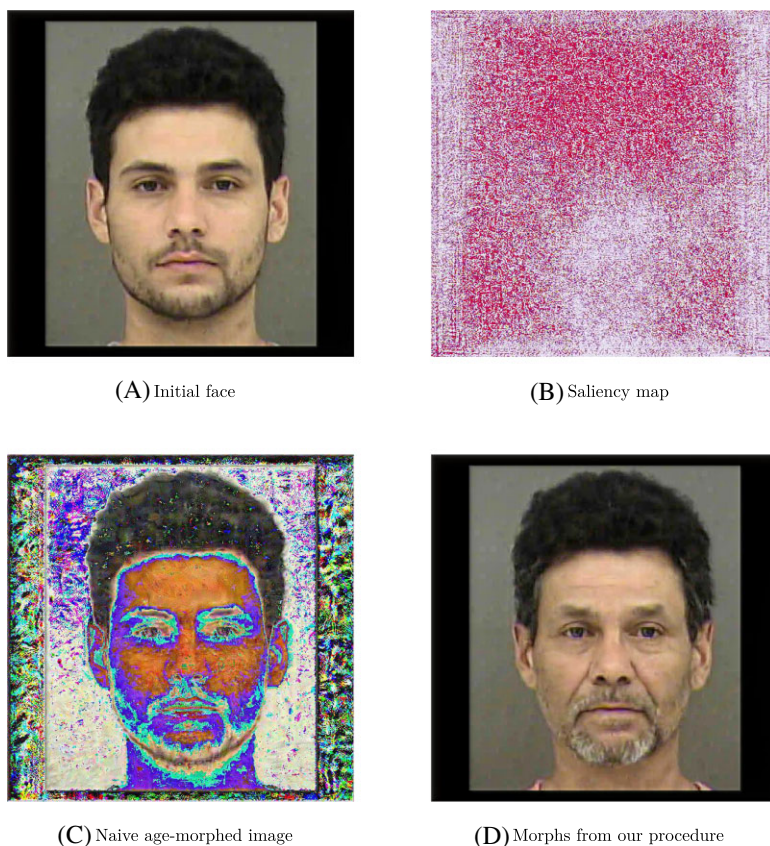 (A) Initial face
(B) Saliency map
(C) Naive age-morphed image
(D) Morphs from our procedure